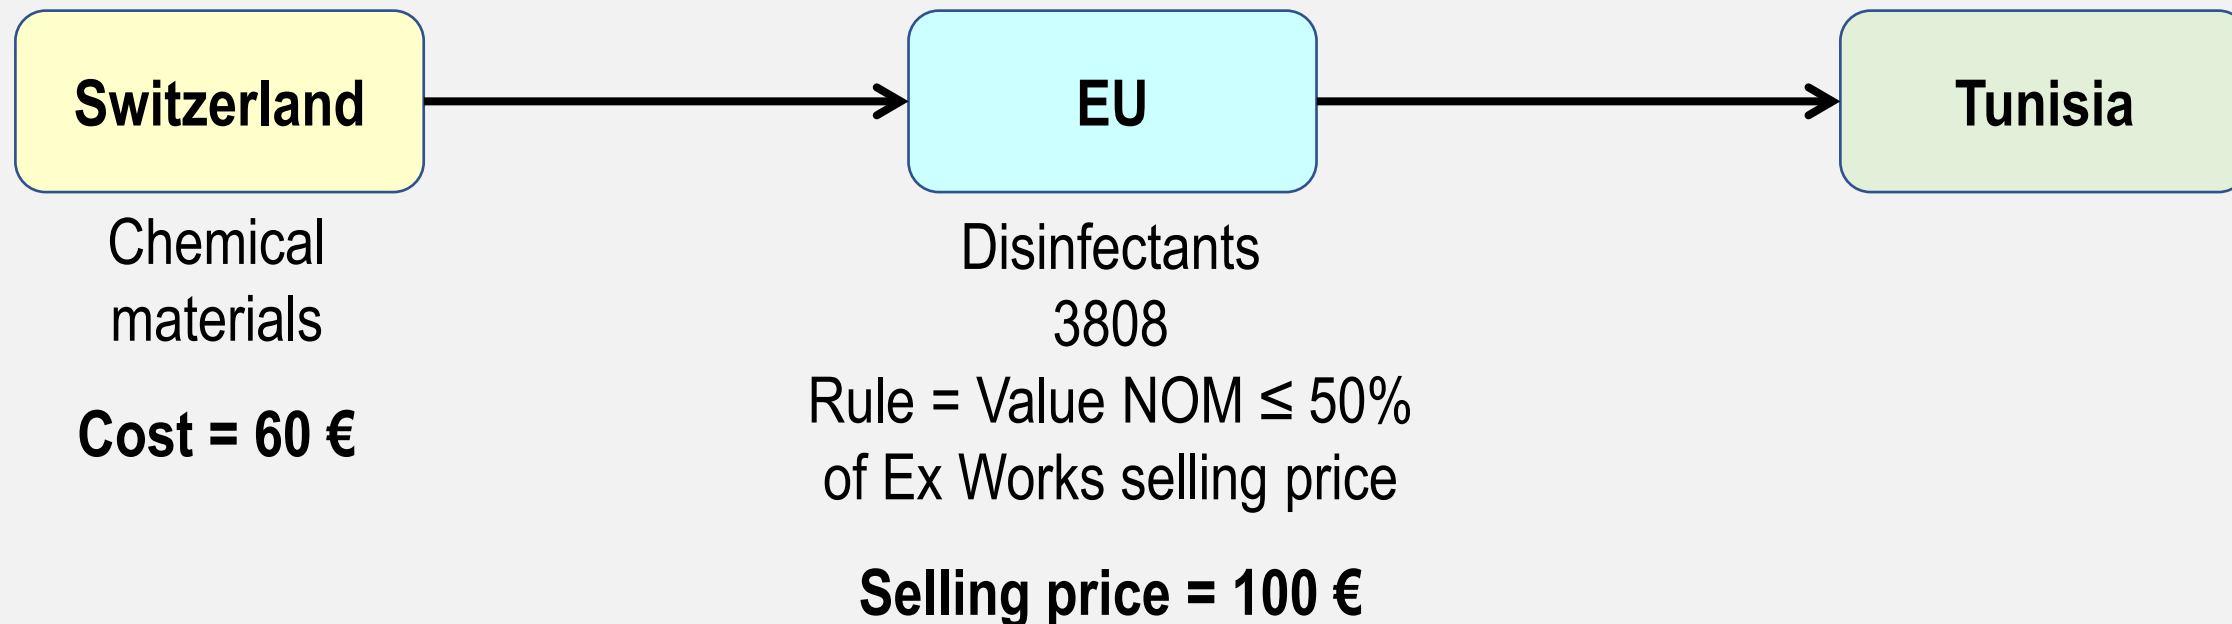 Switzerland
EU
Tunisia
Chemical
materials
Cost = 60 €
Disinfectants
3808
Rule = Value NOM ≤ 50%
of Ex Works selling price
Selling price = 100 €